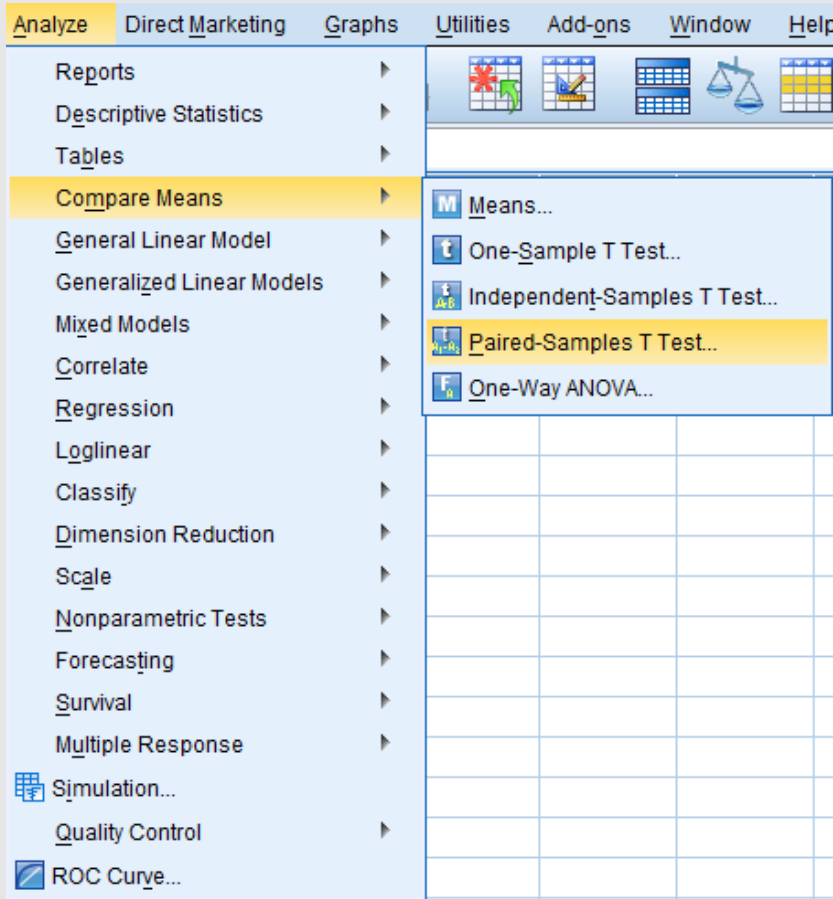 Analyze Direct Marketing Graphs Utilities Add-ons Window Help
Reports
Descriptive Statistics
Tables
Compare Means
General Linear Model
Generalized Linear Models
Mixed Models
Correlate
Regression
Loglinear
Classify
Dimension Reduction
Scale
Nonparametric Tests
Forecasting
Survival
Multiple Response
Simulation...
Quality Control
ROC Curve...
M Means...
t One-Sample T Test...
Independent-Samples T Test...
Paired-Samples T Test...
One-Way ANOVA...